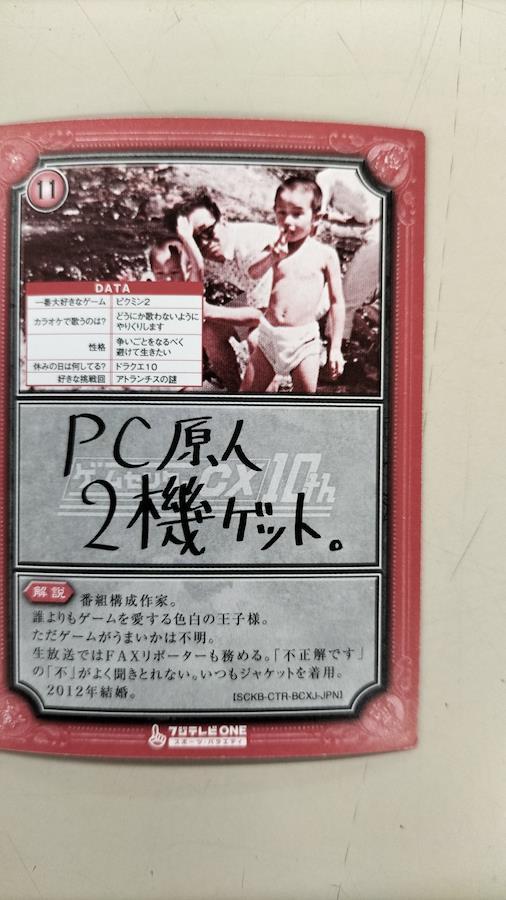 11
DATA
一番大好きなゲーム ピクミン2
カラオケで歌うのは? どうにか歌わないように
やりくりします
性格 争いごとをなるべく
避けて生きたい
休みの日は何してる? ドラクエ10
好きな挑戦回 アトランチスの謎
ゲームセンターCX 10th
PC原人
2機ゲット。
解説 番組構成作家。
誰よりもゲームを愛する色白の王子様。
ただゲームがうまいかは不明。
生放送ではFAXリポーターも務める。「不正解です」
の「不」がよく聞きとれない。いつもジャケットを着用。
2012年結婚。 【SCKB-CTR-BCXJ-JPN】
フジテレビONE
スポーツ・バラエティ